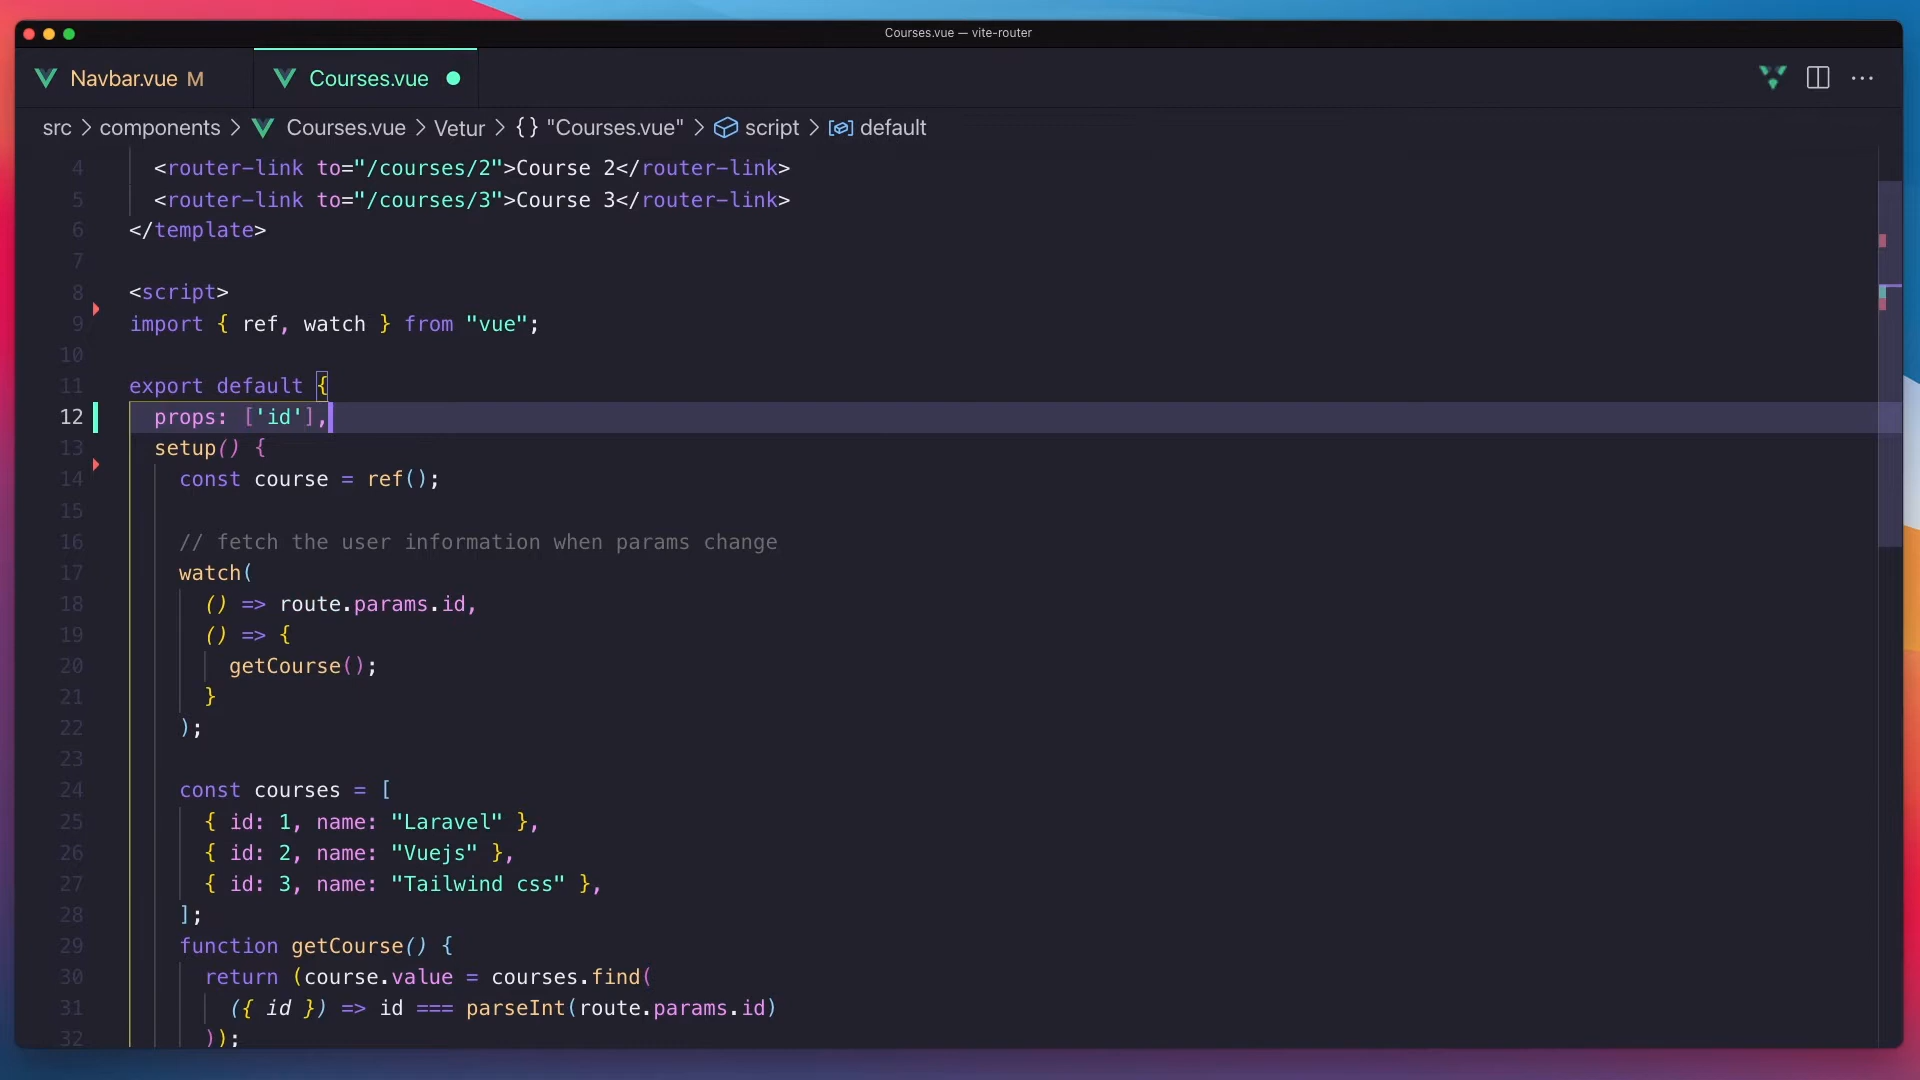 Courses.vue — vite-router
Navbar.vue M
Courses.vue
src > components > Courses.vue > Vetur > {} "Courses.vue" > script > default
4 <router-link to="/courses/2">Course 2</router-link>
5 <router-link to="/courses/3">Course 3</router-link>
6 </template>
7
8 <script>
9 import { ref, watch } from "vue";
10
11 export default {
12 props: ['id'],
13 setup() {
14 const course = ref();
15
16 // fetch the user information when params change
17 watch(
18 () => route.params.id,
19 () => {
20 getCourse();
21 }
22 );
23
24 const courses = [
25 { id: 1, name: "Laravel" },
26 { id: 2, name: "Vuejs" },
27 { id: 3, name: "Tailwind css" },
28 ];
29 function getCourse() {
30 return (course.value = courses.find(
31 ({ id }) => id === parseInt(route.params.id)
32 ));